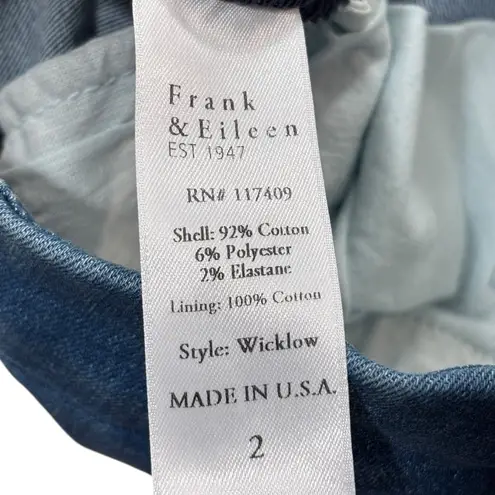 Frank
& Eileen
EST 1947
RN# 117409
Shell: 92% Cotton
6% Polyester
2% Elastane
Lining: 100% Cotton
Style: Wicklow
MADE IN U.S.A.
2